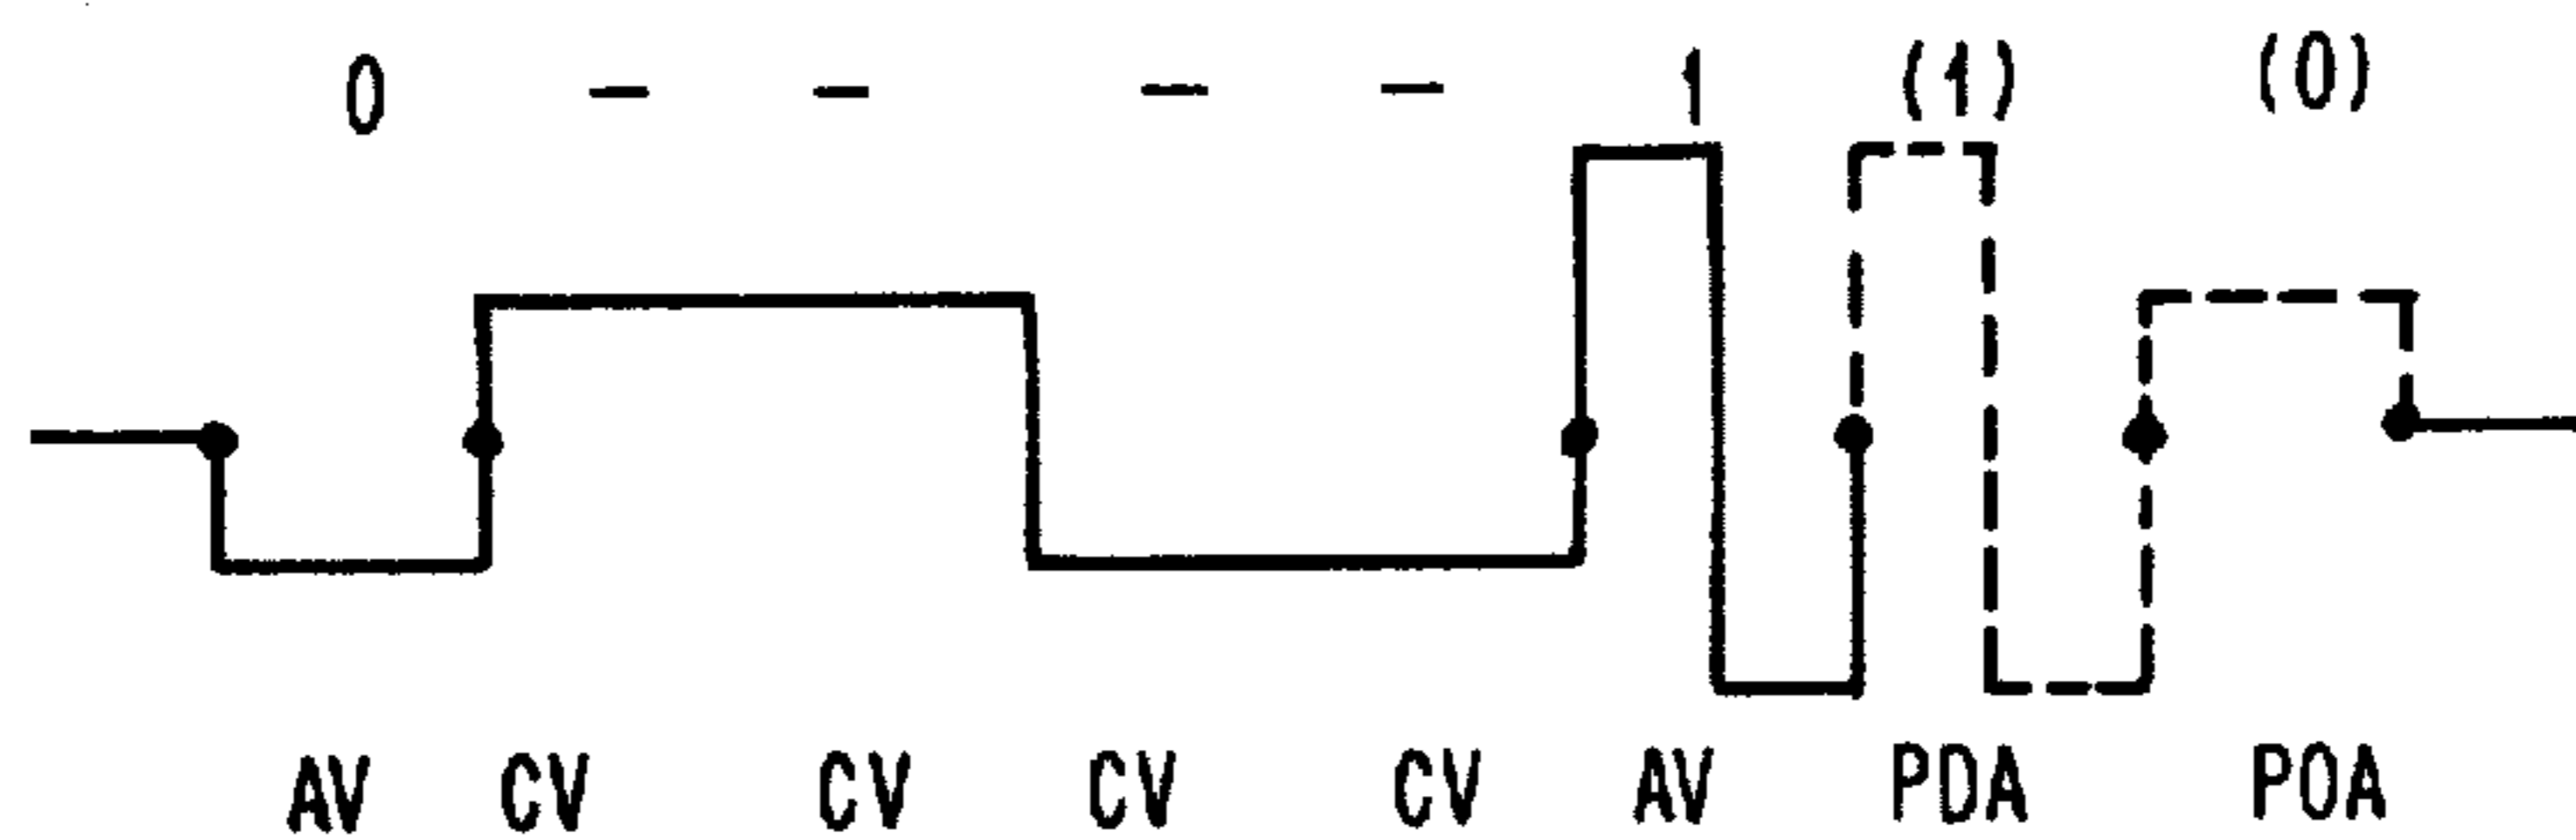 0 – – – – 1 (1) (0)
AV CV CV CV CV AV PDA POA